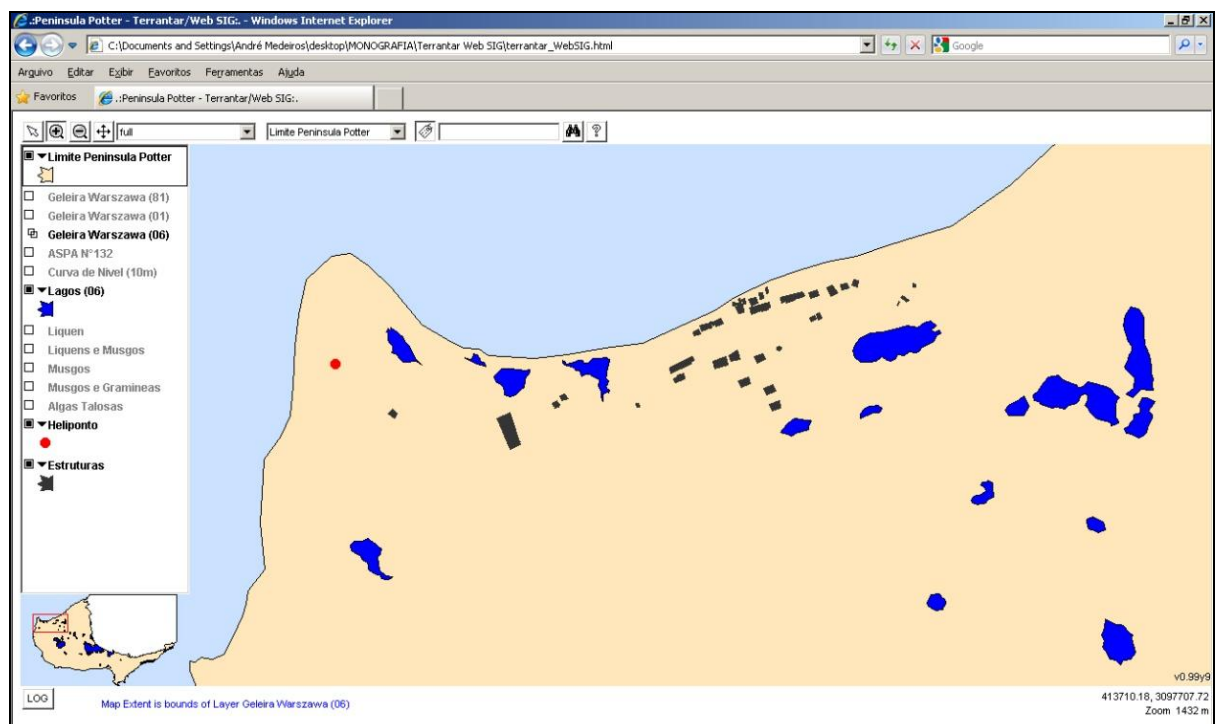 .:Peninsula Potter - Terrantar/Web SIG:. - Windows Internet Explorer
C:\Documents and Settings\André Medeiros\desktop\MONOGRAFIA\Terrantar Web SIG\terrantar_WebSIG.html
Google
Arquivo Editar Exibir Favoritos Ferramentas Ajuda
Favoritos
.:Peninsula Potter - Terrantar/Web SIG:.
full
Limite Peninsula Potter
?
Limite Peninsula Potter
Geleira Warszawa (81)
Geleira Warszawa (01)
Geleira Warszawa (06)
ASPA N°132
Curva de Nivel (10m)
Lagos (06)
Liquen
Liquens e Musgos
Musgos
Musgos e Gramineas
Algas Talosas
Heliponto
Estruturas
v0.99y9
LOG
Map Extent is bounds of Layer Geleira Warszawa (06)
413710.18, 3097707.72
Zoom 1432 m